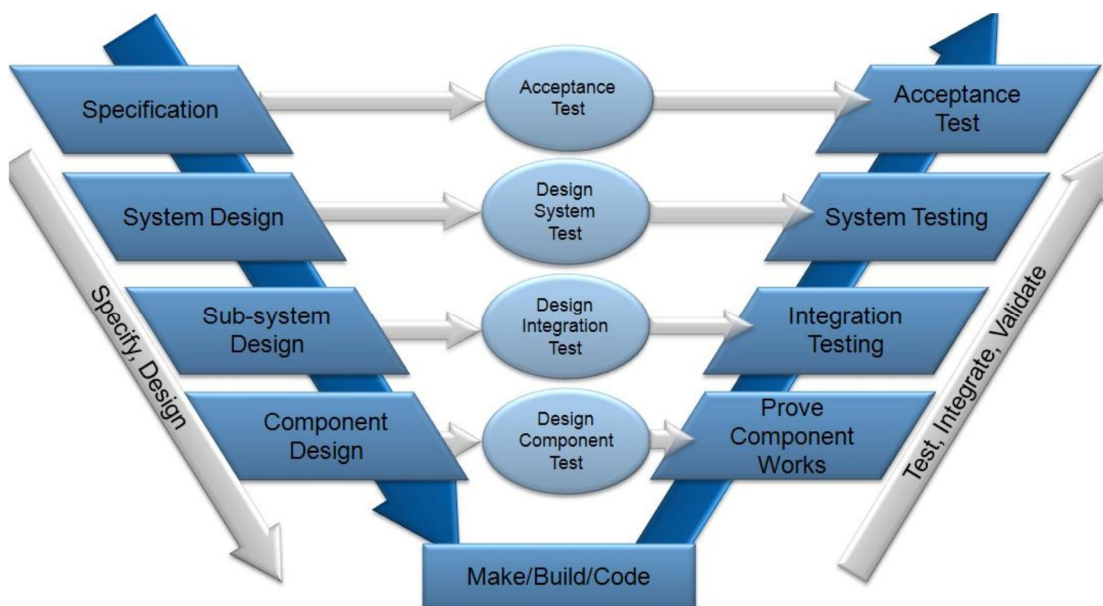 Specification
Acceptance
Test
Acceptance
Test
System Design
Design
System
Test
System Testing
Sub-system
Design
Design
Integration
Test
Integration
Testing
Component
Design
Design
Component
Test
Prove
Component
Works
Make/Build/Code
Specify, Design
Test, Integrate, Validate